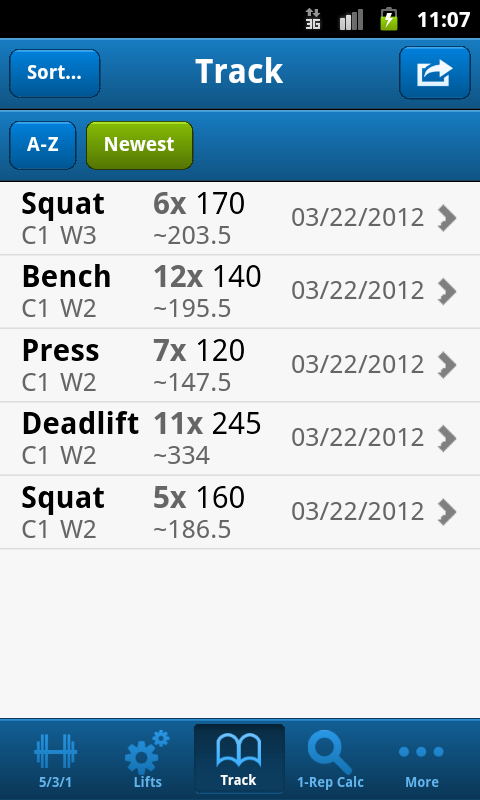 3G 11:07
Sort... Track
A-Z Newest
Squat 6x 170 03/22/2012
C1 W3 ~203.5
Bench 12x 140 03/22/2012
C1 W2 ~195.5
Press 7x 120 03/22/2012
C1 W2 ~147.5
Deadlift 11x 245 03/22/2012
C1 W2 ~334
Squat 5x 160 03/22/2012
C1 W2 ~186.5
5/3/1 Lifts Track 1-Rep Calc More